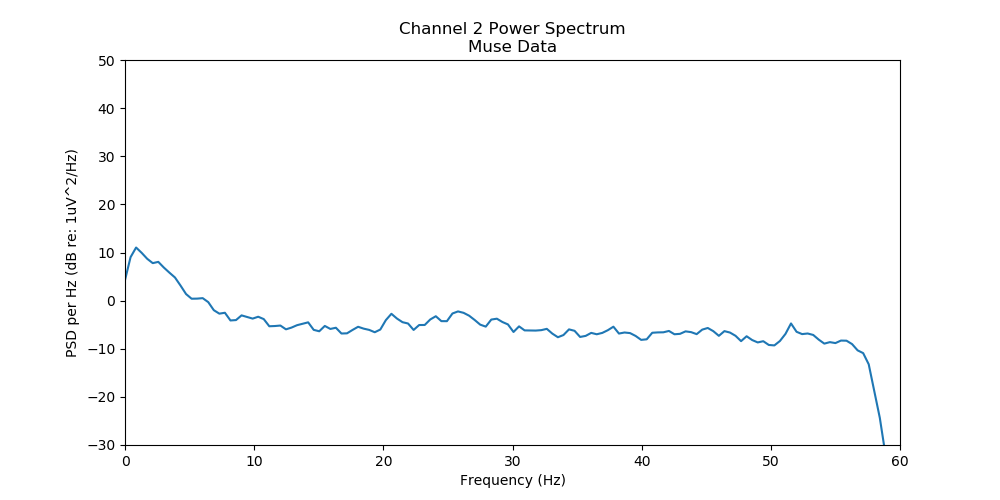 Channel 2 Power Spectrum
Muse Data
PSD per Hz (dB re: 1uV^2/Hz)
50
40
30
20
10
0
−10
−20
−30
0 10 20 30 40 50 60
Frequency (Hz)